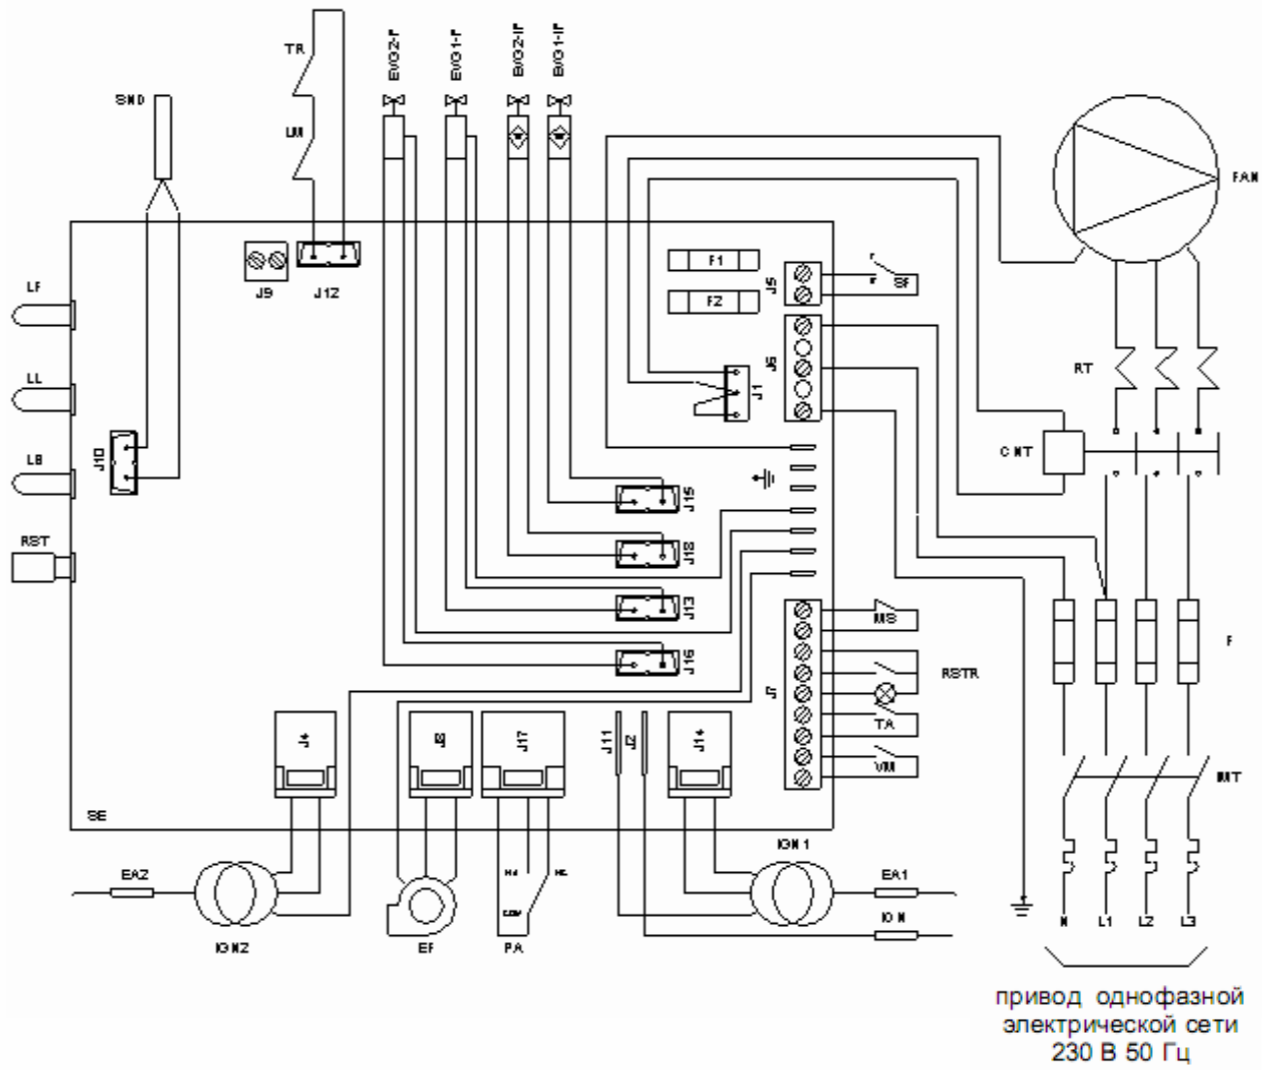 TR
EVG2-F
EVG1-F
EVG2-IF
EVG1-IF
SND
LM
FAN
F1
J5
SF
J9
J12
LF
F2
J6
RT
LL
J1
J10
CNT
LB
J15
RST
J18
J13
MS
F
J16
RSTR
J7
TA
J4
J17
J11
J2
J14
VM
MT
SE
IGN 1
EA2
EA1
COM
ION
N
L1
L2
L3
IGN2
EF
PA
привод однофазной
электрической сети
230 В 50 Гц